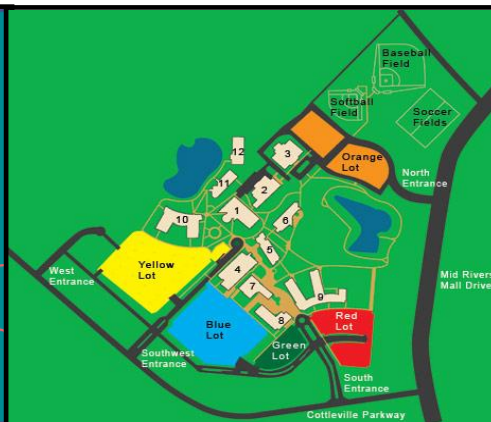 Baseball
Field
Softball
Field
Soccer
Fields
12
3
Orange
Lot
11
2
North
Entrance
1
10
6
5
Mid Rivers
Mall Drive
Yellow
Lot
West
Entrance
4
7
9
8
Blue
Lot
Red
Lot
Green
Lot
Southwest
Entrance
South
Entrance
Cottleville Parkway